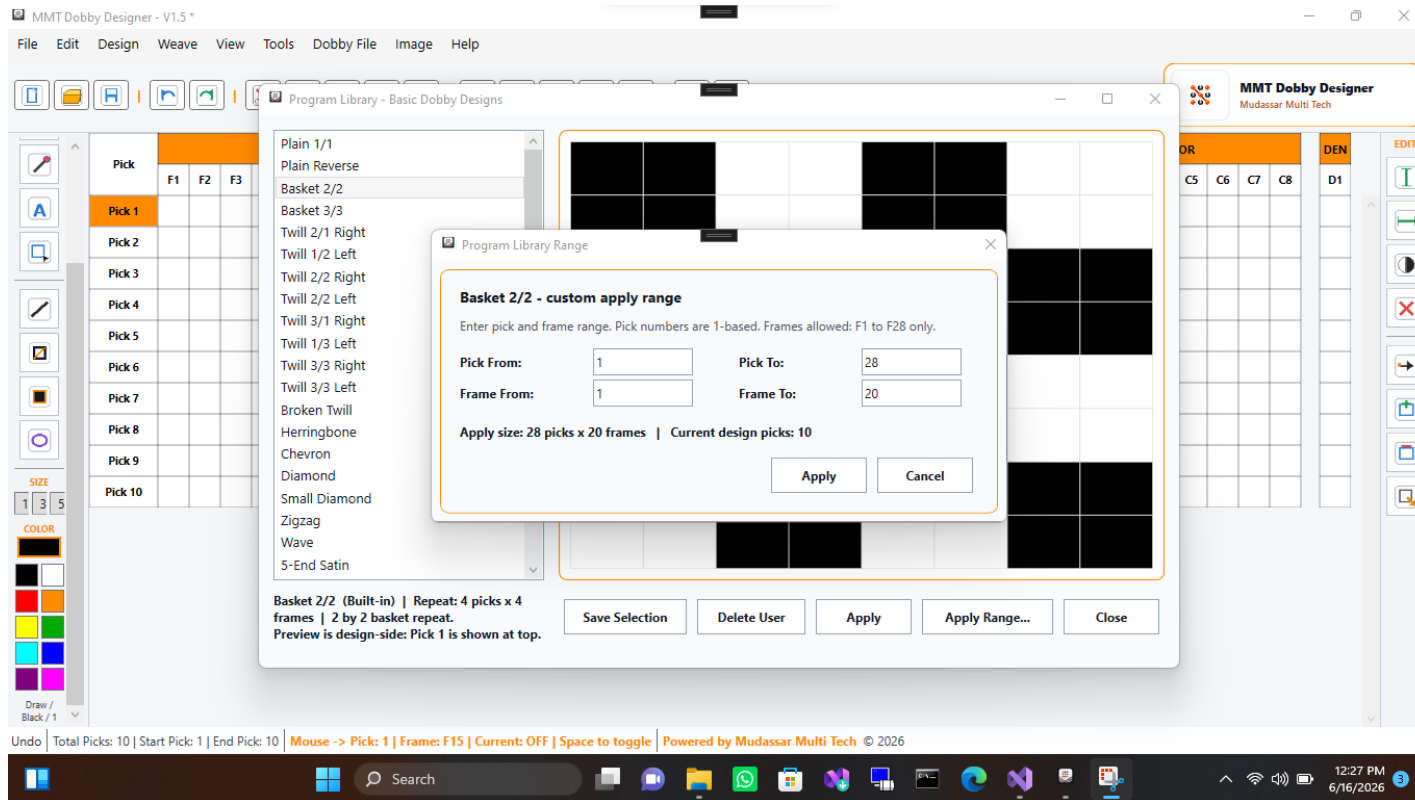 MMT Dobby Designer - V1.5 *
File Edit Design Weave View Tools Dobby File Image Help
MMT Dobby Designer
Mudassar Multi Tech
Program Library - Basic Dobby Designs
Pick
F1 F2 F3
OR
DEN
EDIT
C5 C6 C7 C8 D1
Pick 1
Pick 2
Pick 3
Pick 4
Pick 5
Pick 6
Pick 7
Pick 8
Pick 9
Pick 10
A
SIZE
1 3 5
COLOR
Draw /
Black / 1
Plain 1/1
Plain Reverse
Basket 2/2
Basket 3/3
Twill 2/1 Right
Twill 1/2 Left
Twill 2/2 Right
Twill 2/2 Left
Twill 3/1 Right
Twill 1/3 Left
Twill 3/3 Right
Twill 3/3 Left
Broken Twill
Herringbone
Chevron
Diamond
Small Diamond
Zigzag
Wave
5-End Satin
Program Library Range
Basket 2/2 - custom apply range
Enter pick and frame range. Pick numbers are 1-based. Frames allowed: F1 to F28 only.
Pick From: 1 Pick To: 28
Frame From: 1 Frame To: 20
Apply size: 28 picks x 20 frames | Current design picks: 10
Apply Cancel
Basket 2/2 (Built-in) | Repeat: 4 picks x 4
frames | 2 by 2 basket repeat.
Preview is design-side: Pick 1 is shown at top.
Save Selection Delete User Apply Apply Range... Close
Undo Total Picks: 10 | Start Pick: 1 | End Pick: 10 Mouse -> Pick: 1 | Frame: F15 | Current: OFF | Space to toggle Powered by Mudassar Multi Tech © 2026
Search
12:27 PM
6/16/2026
3